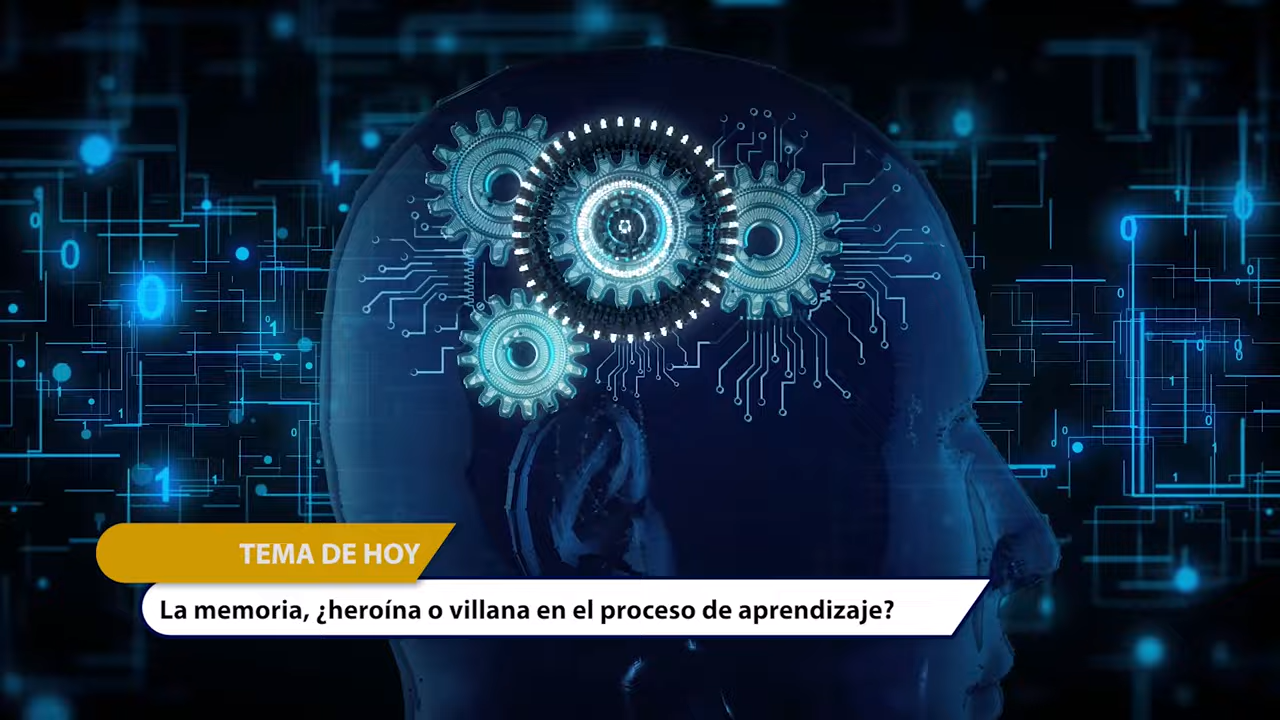 TEMA DE HOY
La memoria, ¿heroína o villana en el proceso de aprendizaje?